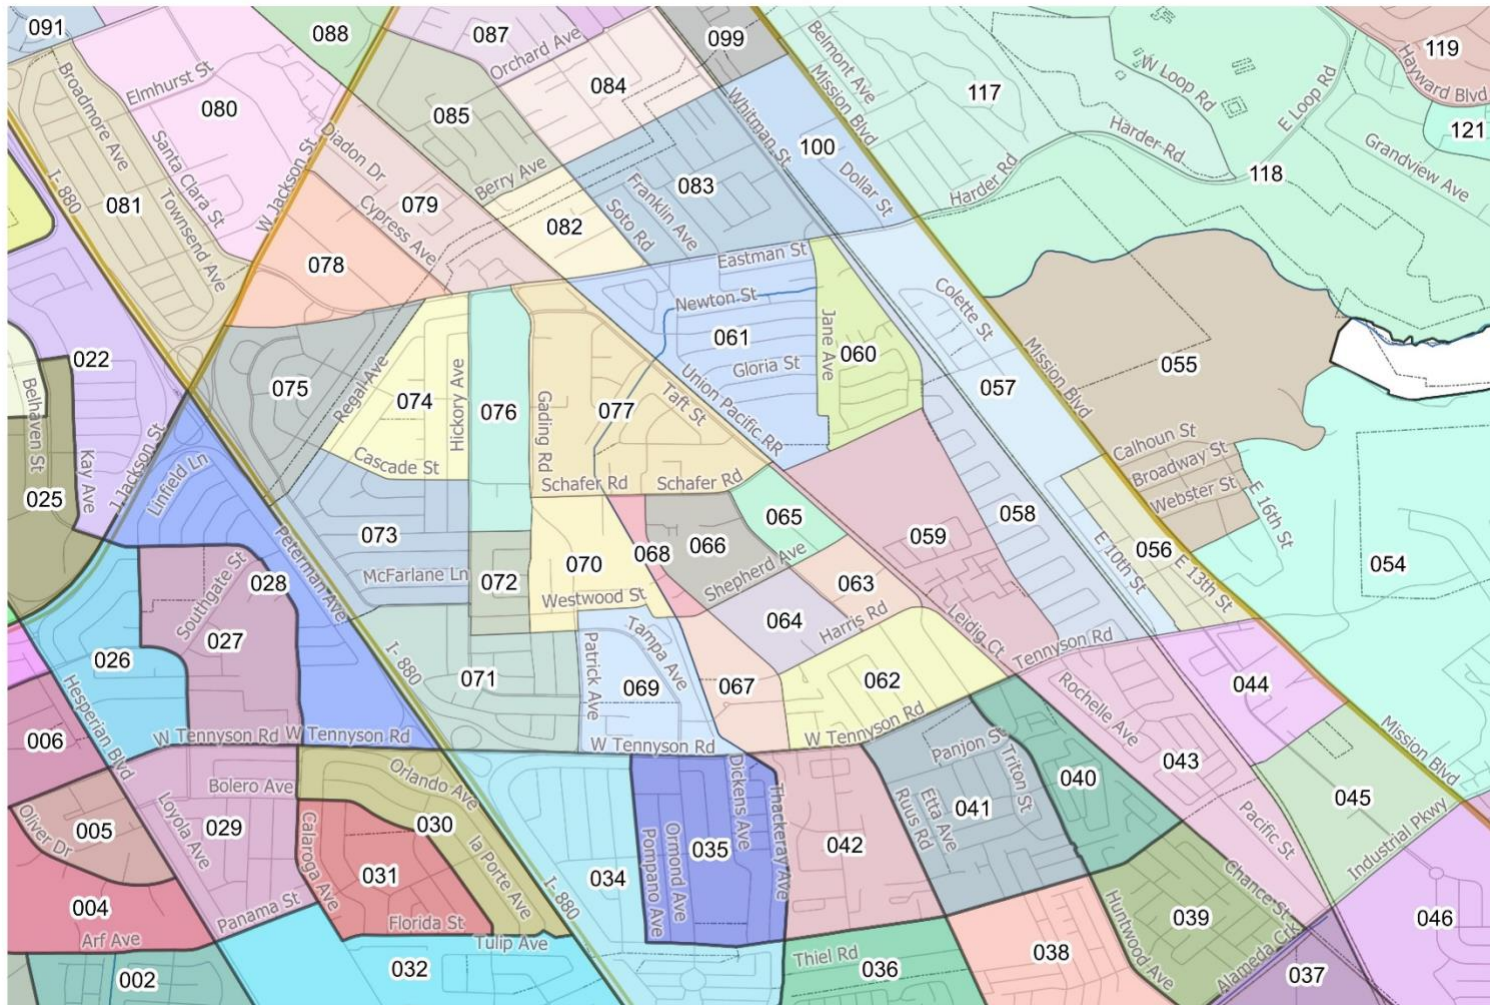 091
088
087
Orchard Ave
099
119
Hayward Blvd
Broadmore Ave
Elmhurst St
080
084
Belmont Ave
Mission Blvd
117
W Loop Rd
E Loop Rd
085
Diadon Dr
Whitman St
100
Harder Rd
121
Grandview Ave
I- 880
081
Santa Clara St
Townsend Ave
W Jackson St
Berry Ave
083
Dollar St
Harder Rd
118
079
Cypress Ave
082
Soto Rd
Franklin Ave
078
Eastman St
Newton St
Colette St
022
061
Jane Ave
060
Mission Blvd
055
075
Regal Ave
Hickory Ave
Gloria St
057
Belhaven St
074
076
Gading Rd
077
Taft St
Union Pacific RR
Kay Ave
J Jackson St
Linfield Ln
Cascade St
Calhoun St
Broadway St
Webster St
E 16th St
025
Schafer Rd
Schafer Rd
065
058
073
066
059
056
E 10th St
E 13th St
054
028
Peterman Ave
McFarlane Ln
072
070
068
Shepherd Ave
063
Southgate St
027
Westwood St
064
Harris Rd
Leidig Ct
Tennyson Rd
026
I- 880
071
Patrick Ave
Tampa Ave
069
067
062
Rochelle Ave
044
Hesperian Blvd
006
W Tennyson Rd
W Tennyson Rd
W Tennyson Rd
W Tennyson Rd
Panjon St
Triton St
040
043
Mission Blvd
Orlando Ave
Bolero Ave
Dickens Ave
Thackeray Ave
041
Etta Ave
Rufus Rd
045
Oliver Dr
005
Loyola Ave
029
Calaroga Ave
030
la Porte Ave
035
042
Pacific St
Industrial Pkwy
031
I- 880
034
Pompano Ave
Ormond Ave
Chance St
004
Arf Ave
Panama St
Florida St
Tulip Ave
Huntwood Ave
039
Alameda Crk
046
002
032
Thiel Rd
036
038
037